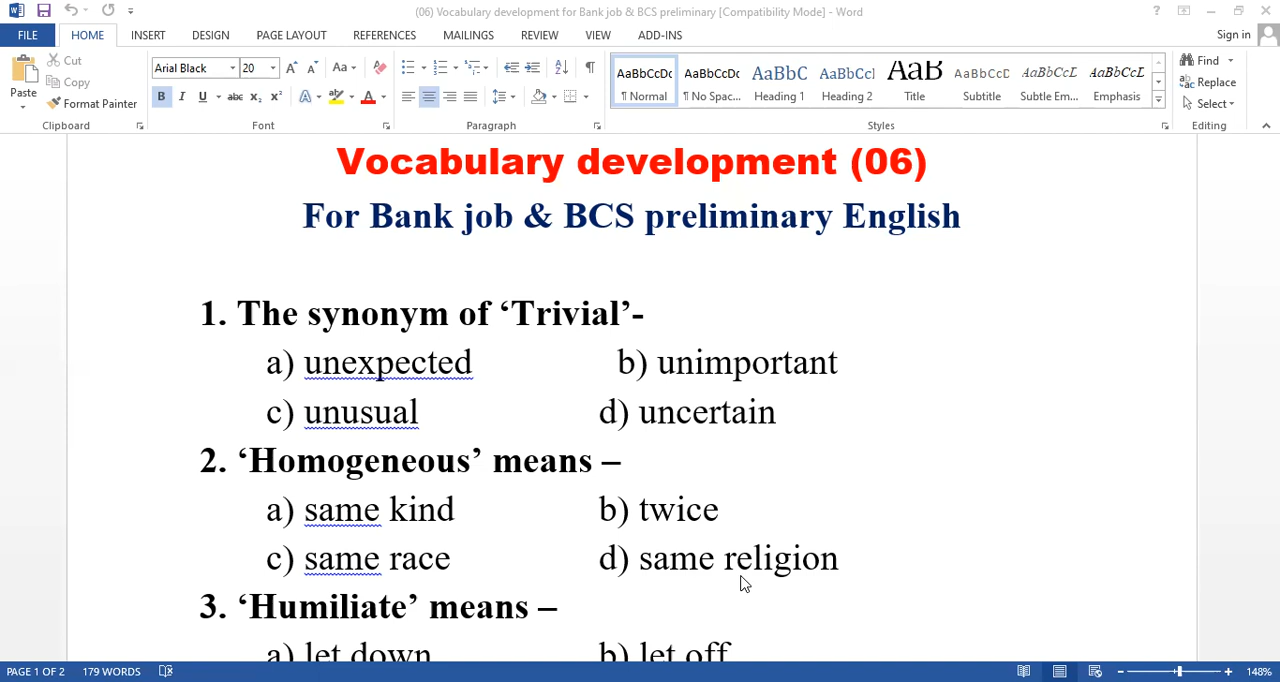 (06) Vocabulary development for Bank job & BCS preliminary [Compatibility Mode] - Word
FILE HOME INSERT DESIGN PAGE LAYOUT REFERENCES MAILINGS REVIEW VIEW ADD-INS Sign in
Paste Cut Copy Format Painter
Arial Black 20
AaBbCcDc AaBbCcDc AaBbC AaBbCcl AaB AaBbCcD AaBbCcL AaBbCcL
¶ Normal ¶ No Spac... Heading 1 Heading 2 Title Subtitle Subtle Em... Emphasis
Find Replace Select
Clipboard Font Paragraph Styles Editing
Vocabulary development (06)
For Bank job & BCS preliminary English
1. The synonym of ‘Trivial’-
a) unexpected b) unimportant
c) unusual d) uncertain
2. ‘Homogeneous’ means –
a) same kind b) twice
c) same race d) same religion
3. ‘Humiliate’ means –
a) let down b) let off
PAGE 1 OF 2 179 WORDS 148%